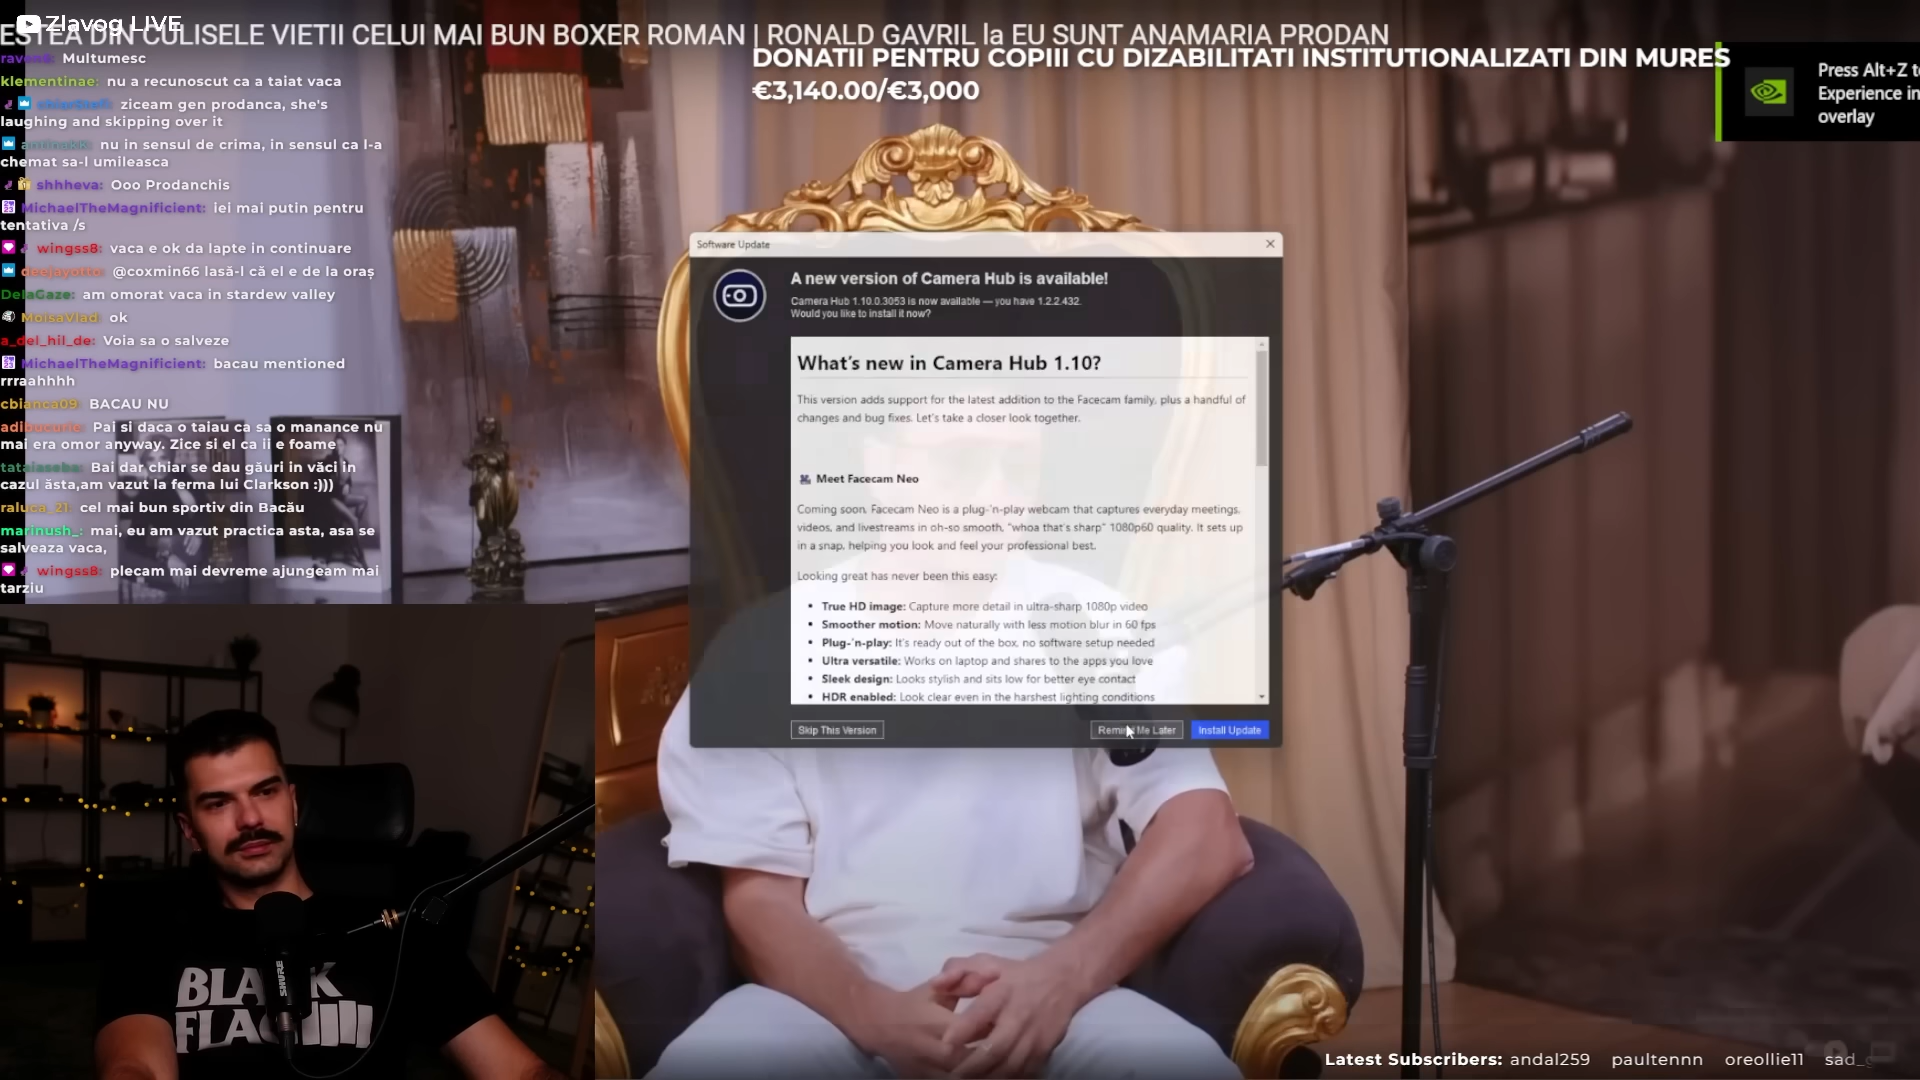 Zlavog LIVE
ESTEA DIN CULISELE VIETII CELUI MAI BUN BOXER ROMAN | RONALD GAVRIL la EU SUNT ANAMARIA PRODAN
DONATII PENTRU COPIII CU DIZABILITATI INSTITUTIONALIZATI DIN MURES
€3,140.00/€3,000
Press Alt+Z to
Experience in
overlay
Multumesc
klementinae: nu a recunoscut ca a taiat vaca
ziceam gen prodanca, she's
laughing and skipping over it
nu in sensul de crima, in sensul ca l-a
chemat sa-l umileasca
shhheva: Ooo Prodanchis
MichaelTheMagnificient: iei mai putin pentru
tentativa /s
wingss8: vaca e ok da lapte in continuare
deejayotto: @coxmin66 lasă-l că el e de la oraș
DelaGaze: am omorat vaca in stardew valley
MoisaVlad: ok
a_del_hil_de: Voia sa o salveze
MichaelTheMagnificient: bacau mentioned
rrraahhhh
cbianca09: BACAU NU
adibucuric: Pai si daca o taiau ca sa o manance nu
mai era omor anyway. Zice si el ca ii e foame
tataiaseba: Bai dar chiar se dau găuri in văci in
cazul ăsta,am vazut la ferma lui Clarkson :)))
raluca_21: cel mai bun sportiv din Bacău
marinush_: mai, eu am vazut practica asta, asa se
salveaza vaca,
wingss8: plecam mai devreme ajungeam mai
tarziu
Software Update
A new version of Camera Hub is available!
Camera Hub 1.10.0.3053 is now available — you have 1.2.2.432.
Would you like to install it now?
What's new in Camera Hub 1.10?
This version adds support for the latest addition to the Facecam family, plus a handful of
changes and bug fixes. Let's take a closer look together.
Meet Facecam Neo
Coming soon, Facecam Neo is a plug-'n-play webcam that captures everyday meetings,
videos, and livestreams in oh-so smooth, "whoa that's sharp" 1080p60 quality. It sets up
in a snap, helping you look and feel your professional best.
Looking great has never been this easy:
▪ True HD image: Capture more detail in ultra-sharp 1080p video
▪ Smoother motion: Move naturally with less motion blur in 60 fps
▪ Plug-'n-play: It's ready out of the box, no software setup needed
▪ Ultra versatile: Works on laptop and shares to the apps you love
▪ Sleek design: Looks stylish and sits low for better eye contact
▪ HDR enabled: Look clear even in the harshest lighting conditions
Skip This Version
Remind Me Later
Install Update
SHURE
BLACK
FLAG
Latest Subscribers: andal259 paultennn oreollie11 sad_